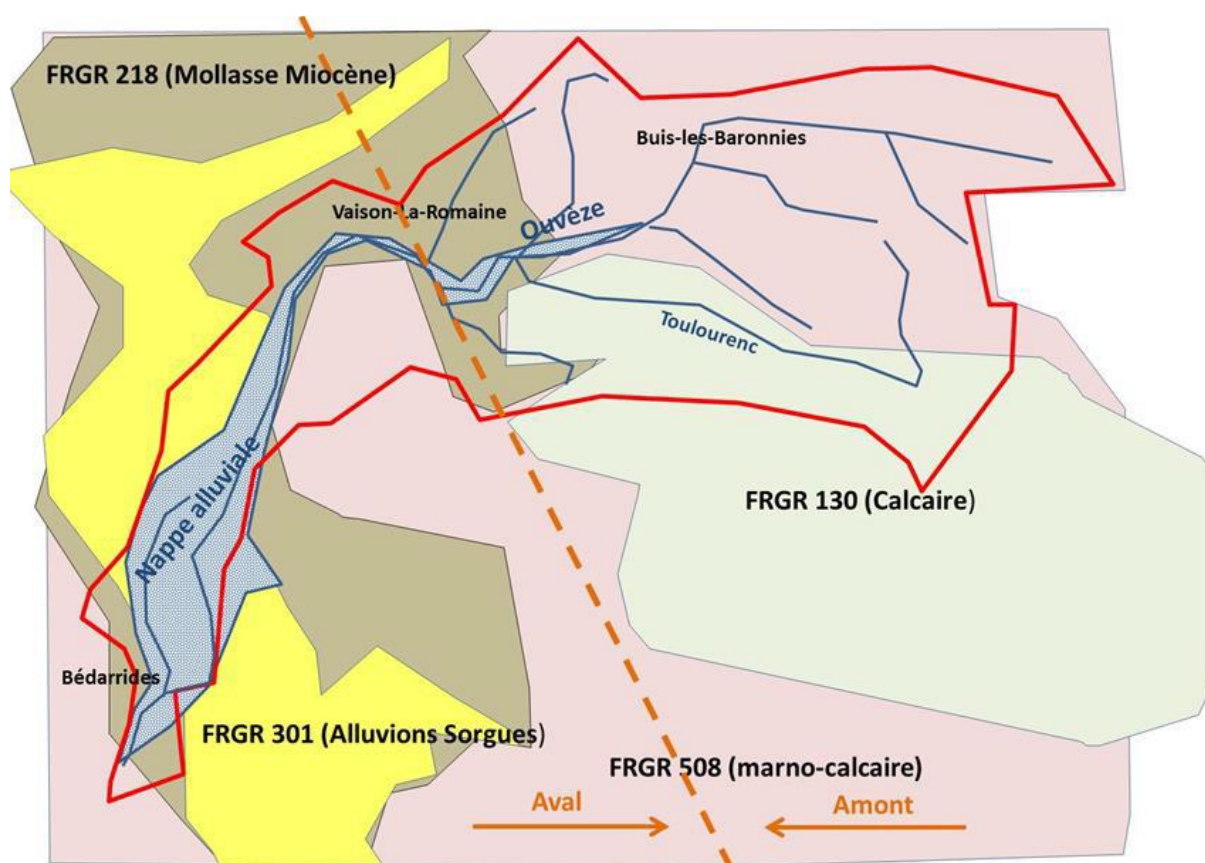 FRGR 218 (Mollasse Miocène)
Buis-les-Baronnies
Vaison-La-Romaine
Ouvèze
Toulourenc
Nappe alluviale
FRGR 130 (Calcaire)
Bédarrides
FRGR 301 (Alluvions Sorgues)
FRGR 508 (marno-calcaire)
Aval
Amont